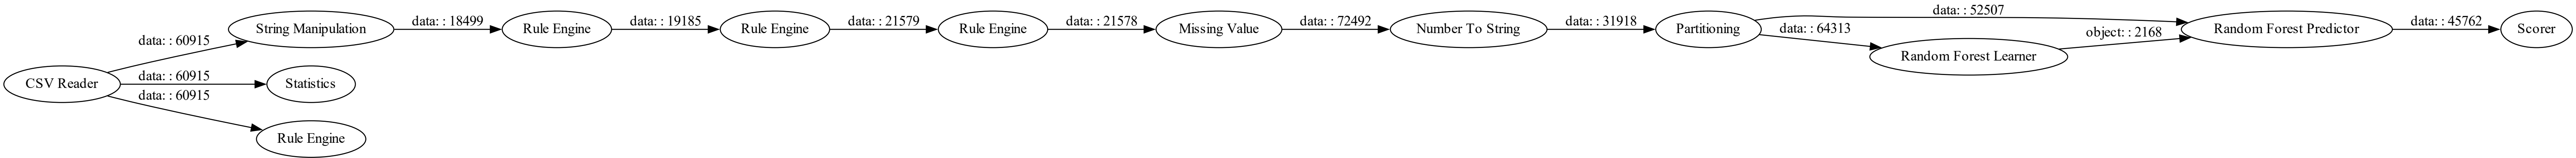 CSV Reader
data: : 60915
data: : 60915
data: : 60915
String Manipulation
Statistics
Rule Engine
data: : 18499
Rule Engine
data: : 19185
Rule Engine
data: : 21579
Rule Engine
data: : 21578
Missing Value
data: : 72492
Number To String
data: : 31918
Partitioning
data: : 52507
data: : 64313
Random Forest Learner
object: : 2168
Random Forest Predictor
data: : 45762
Scorer